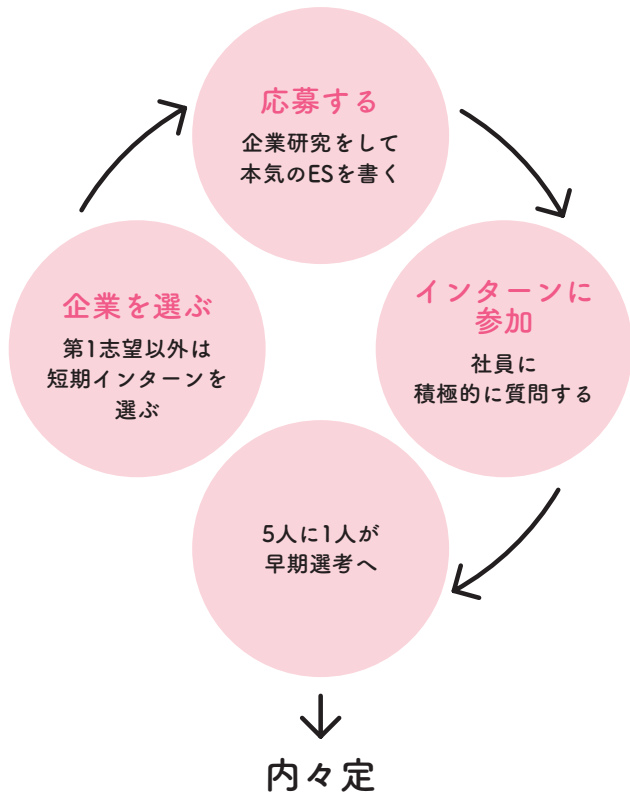 応募する
企業研究をして
本気のESを書く
企業を選ぶ
第1志望以外は
短期インターンを
選ぶ
インターンに
参加
社員に
積極的に質問する
5人に1人が
早期選考へ
内々定